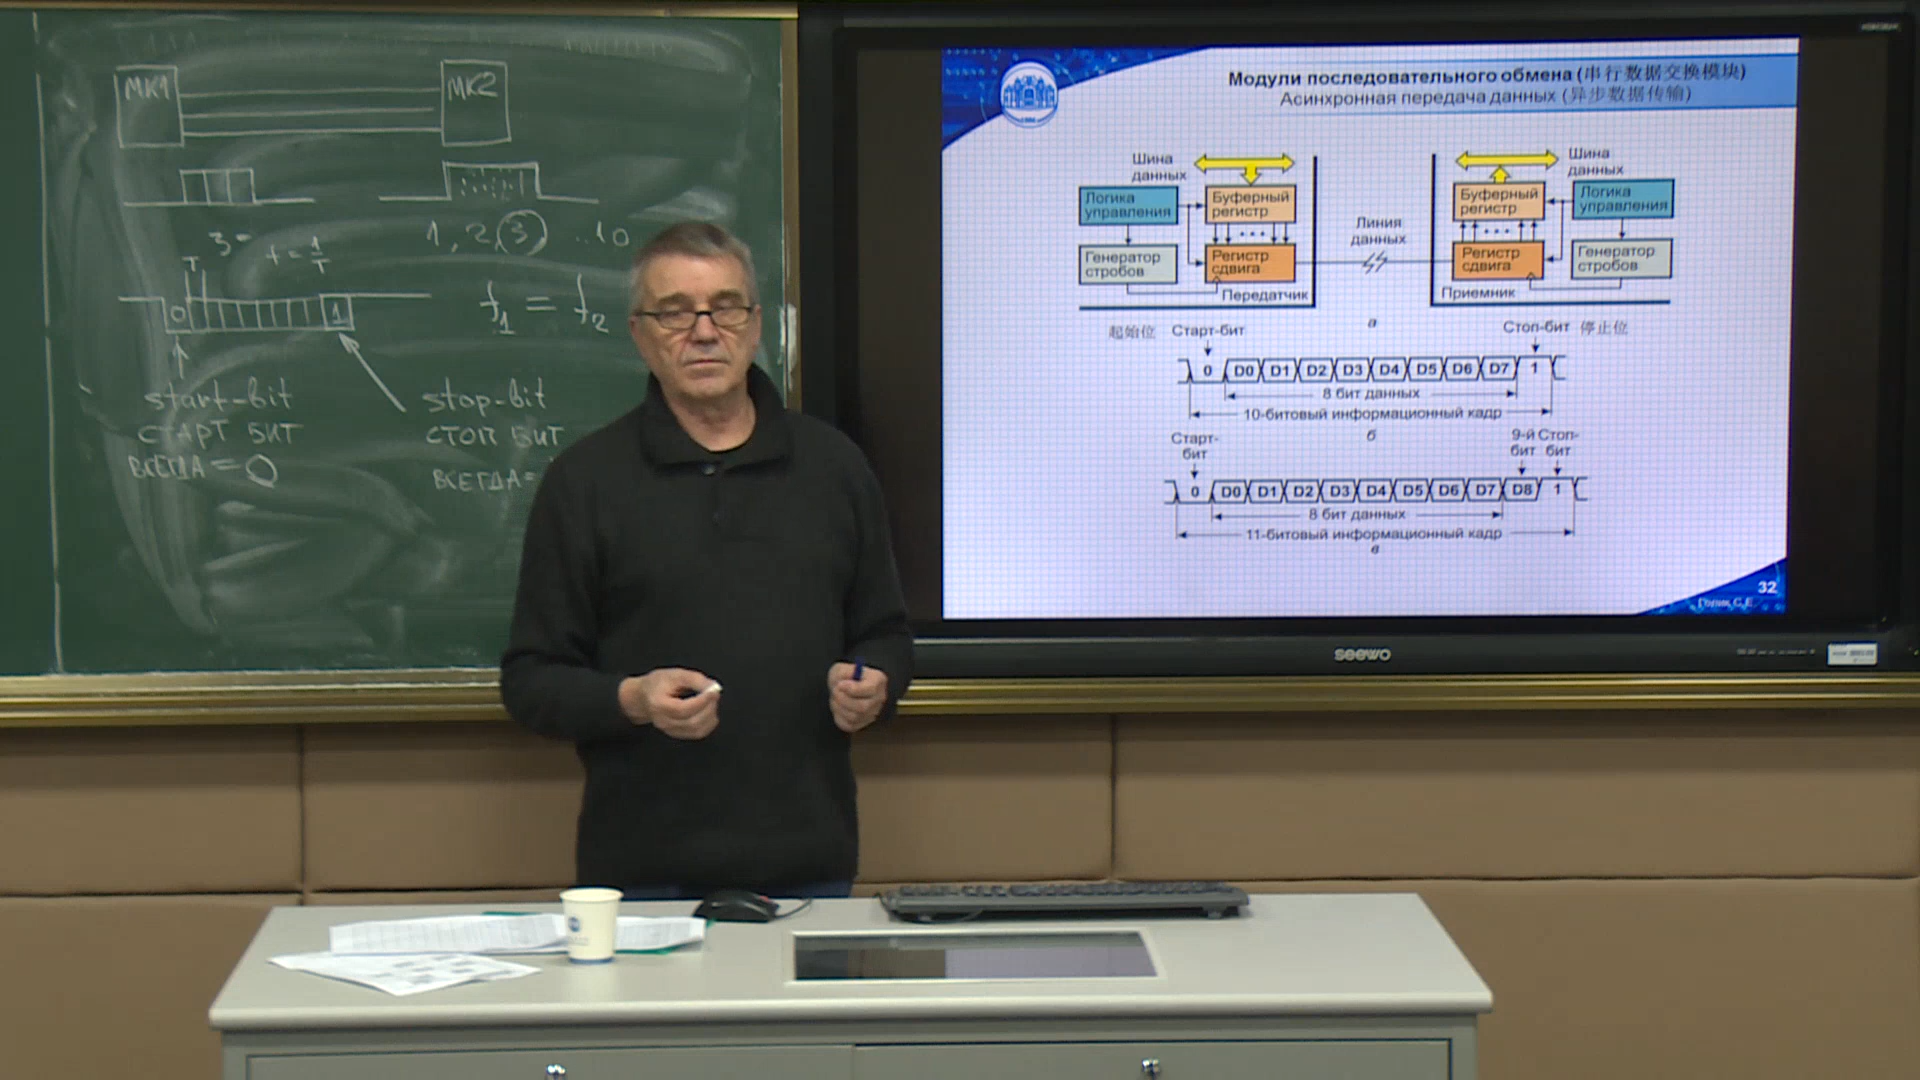 МК1
МК2
3
1, 2, 3, ..10
T
f = 1/T
0
1
f1 = f2
start-bit
СТАРТ БИТ
ВСЕГДА = 0
stop-bit
СТОП БИТ
ВСЕГДА =
Модули последовательного обмена (串行数据交换模块)
Асинхронная передача данных (异步数据传输)
Шина данных
Логика управления
Буферный регистр
Генератор стробов
Регистр сдвига
Передатчик
Линия данных
Шина данных
Буферный регистр
Логика управления
Регистр сдвига
Генератор стробов
Приемник
а
起始位 Старт-бит
Стоп-бит 停止位
0 D0 D1 D2 D3 D4 D5 D6 D7 1
8 бит данных
10-битовый информационный кадр
б
Старт-бит
9-й бит
Стоп-бит
0 D0 D1 D2 D3 D4 D5 D6 D7 D8 1
8 бит данных
11-битовый информационный кадр
в
32
seewo